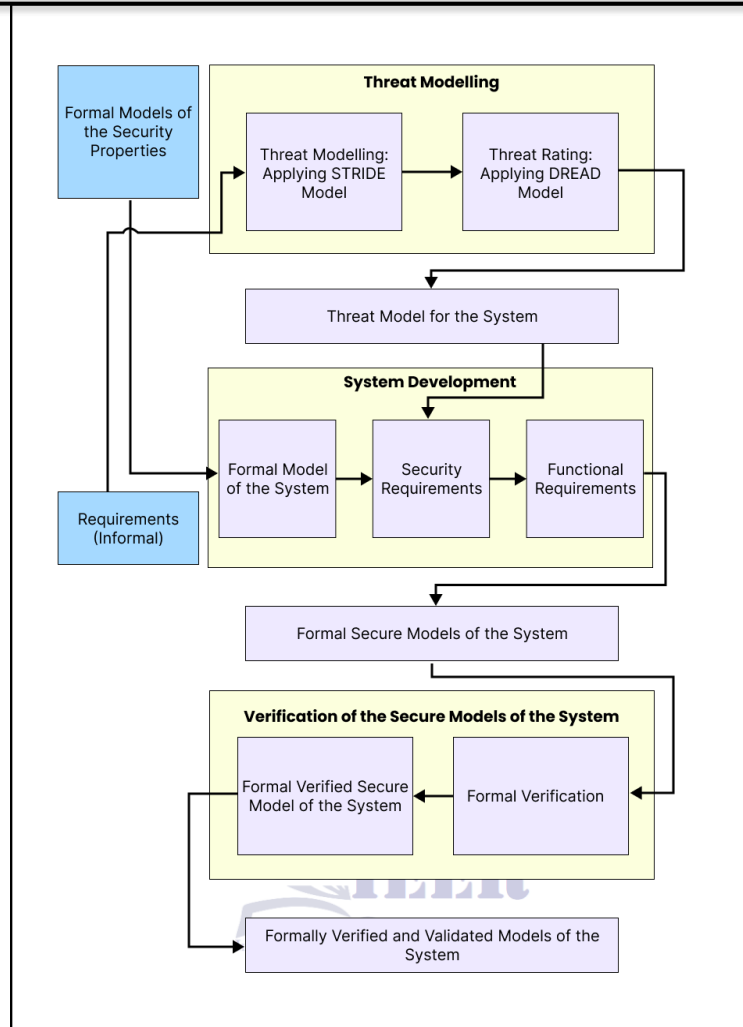 Threat Modelling
Formal Models of
the Security
Properties
Threat Modelling:
Applying STRIDE
Model
Threat Rating:
Applying DREAD
Model
Threat Model for the System
System Development
Formal Model
of the System
Security
Requirements
Functional
Requirements
Requirements
(Informal)
Formal Secure Models of the System
Verification of the Secure Models of the System
Formal Verified Secure
Model of the System
Formal Verification
Formally Verified and Validated Models of the
System